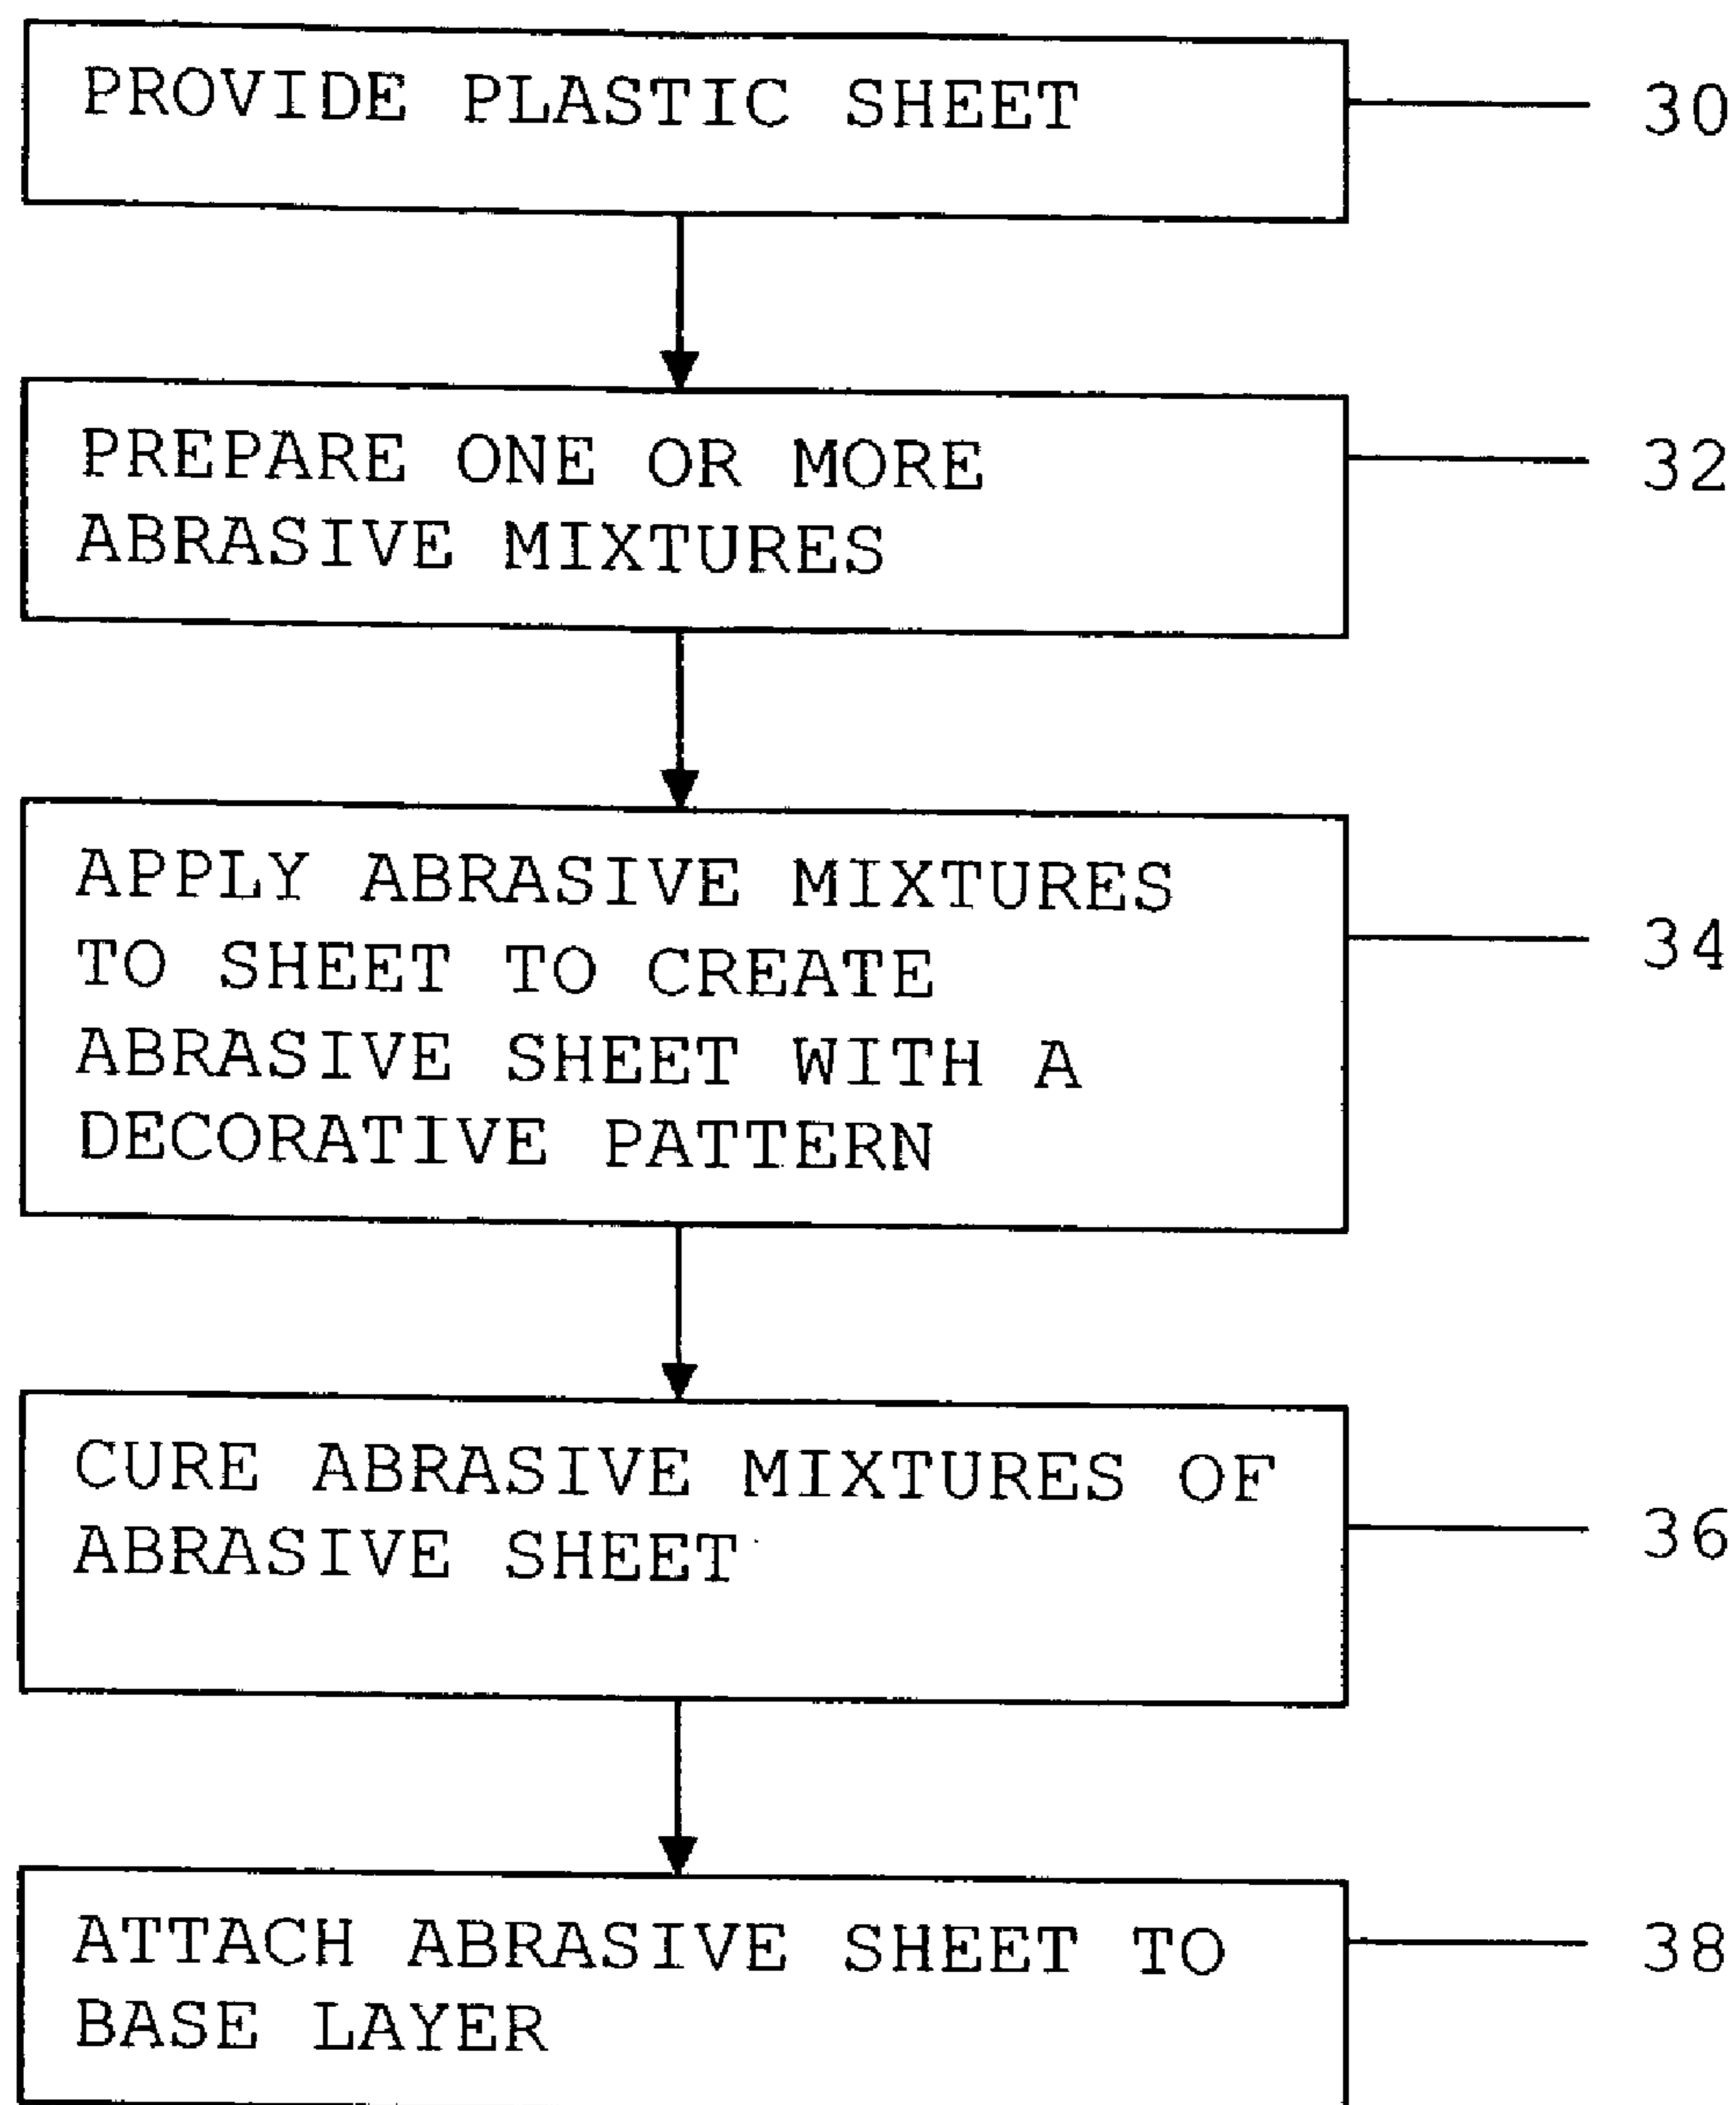 PROVIDE PLASTIC SHEET
30
PREPARE ONE OR MORE
ABRASIVE MIXTURES
32
APPLY ABRASIVE MIXTURES
TO SHEET TO CREATE
ABRASIVE SHEET WITH A
DECORATIVE PATTERN
34
CURE ABRASIVE MIXTURES OF
ABRASIVE SHEET
36
ATTACH ABRASIVE SHEET TO
BASE LAYER
38